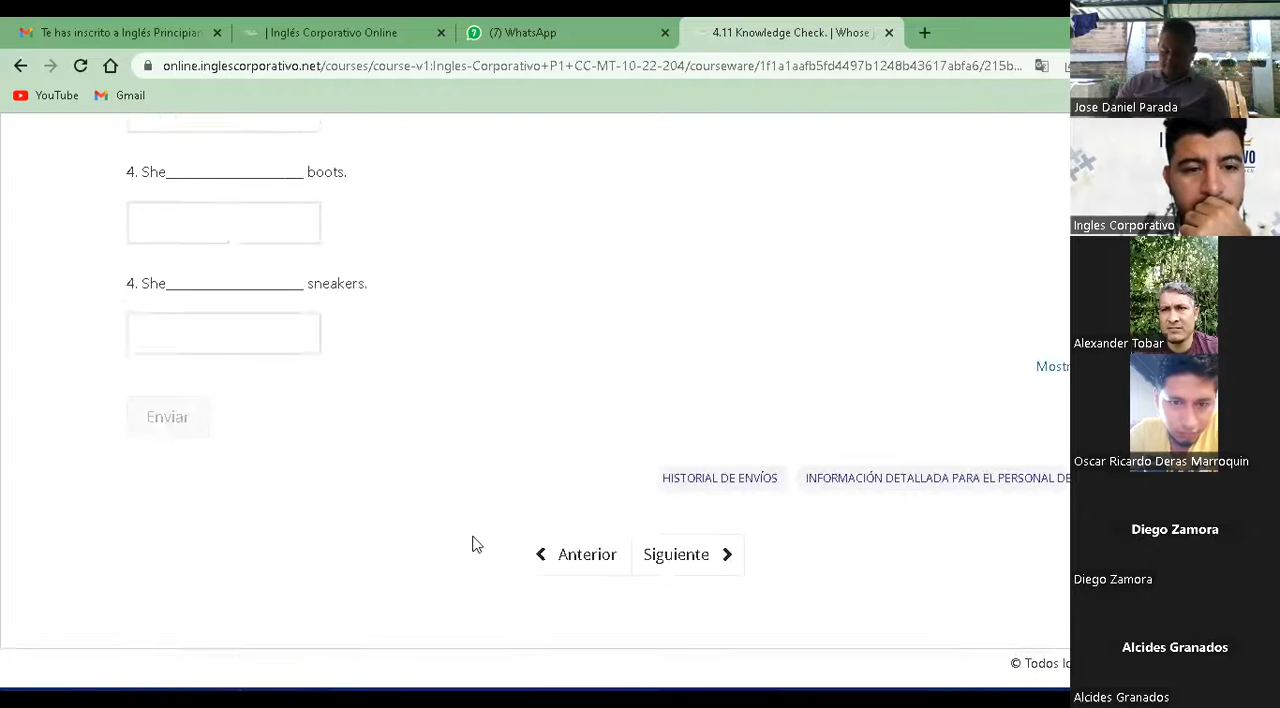 Te has inscrito a Inglés Principian
| Inglés Corporativo Online
(7) WhatsApp
4.11 Knowledge Check. | Whose
online.inglescorporativo.net/courses/course-v1:Ingles-Corporativo+P1+CC-MT-10-22-204/courseware/1f1a1aafb5fd4497b1248b43617abfa6/215b...
YouTube
Gmail
4. She__________________ boots.
4. She__________________ sneakers.
Mostr
Enviar
HISTORIAL DE ENVÍOS
INFORMACIÓN DETALLADA PARA EL PERSONAL DE
Anterior
Siguiente
© Todos lo
Jose Daniel Parada
Ingles Corporativo
Alexander Tobar
Oscar Ricardo Deras Marroquin
Diego Zamora
Diego Zamora
Alcides Granados
Alcides Granados